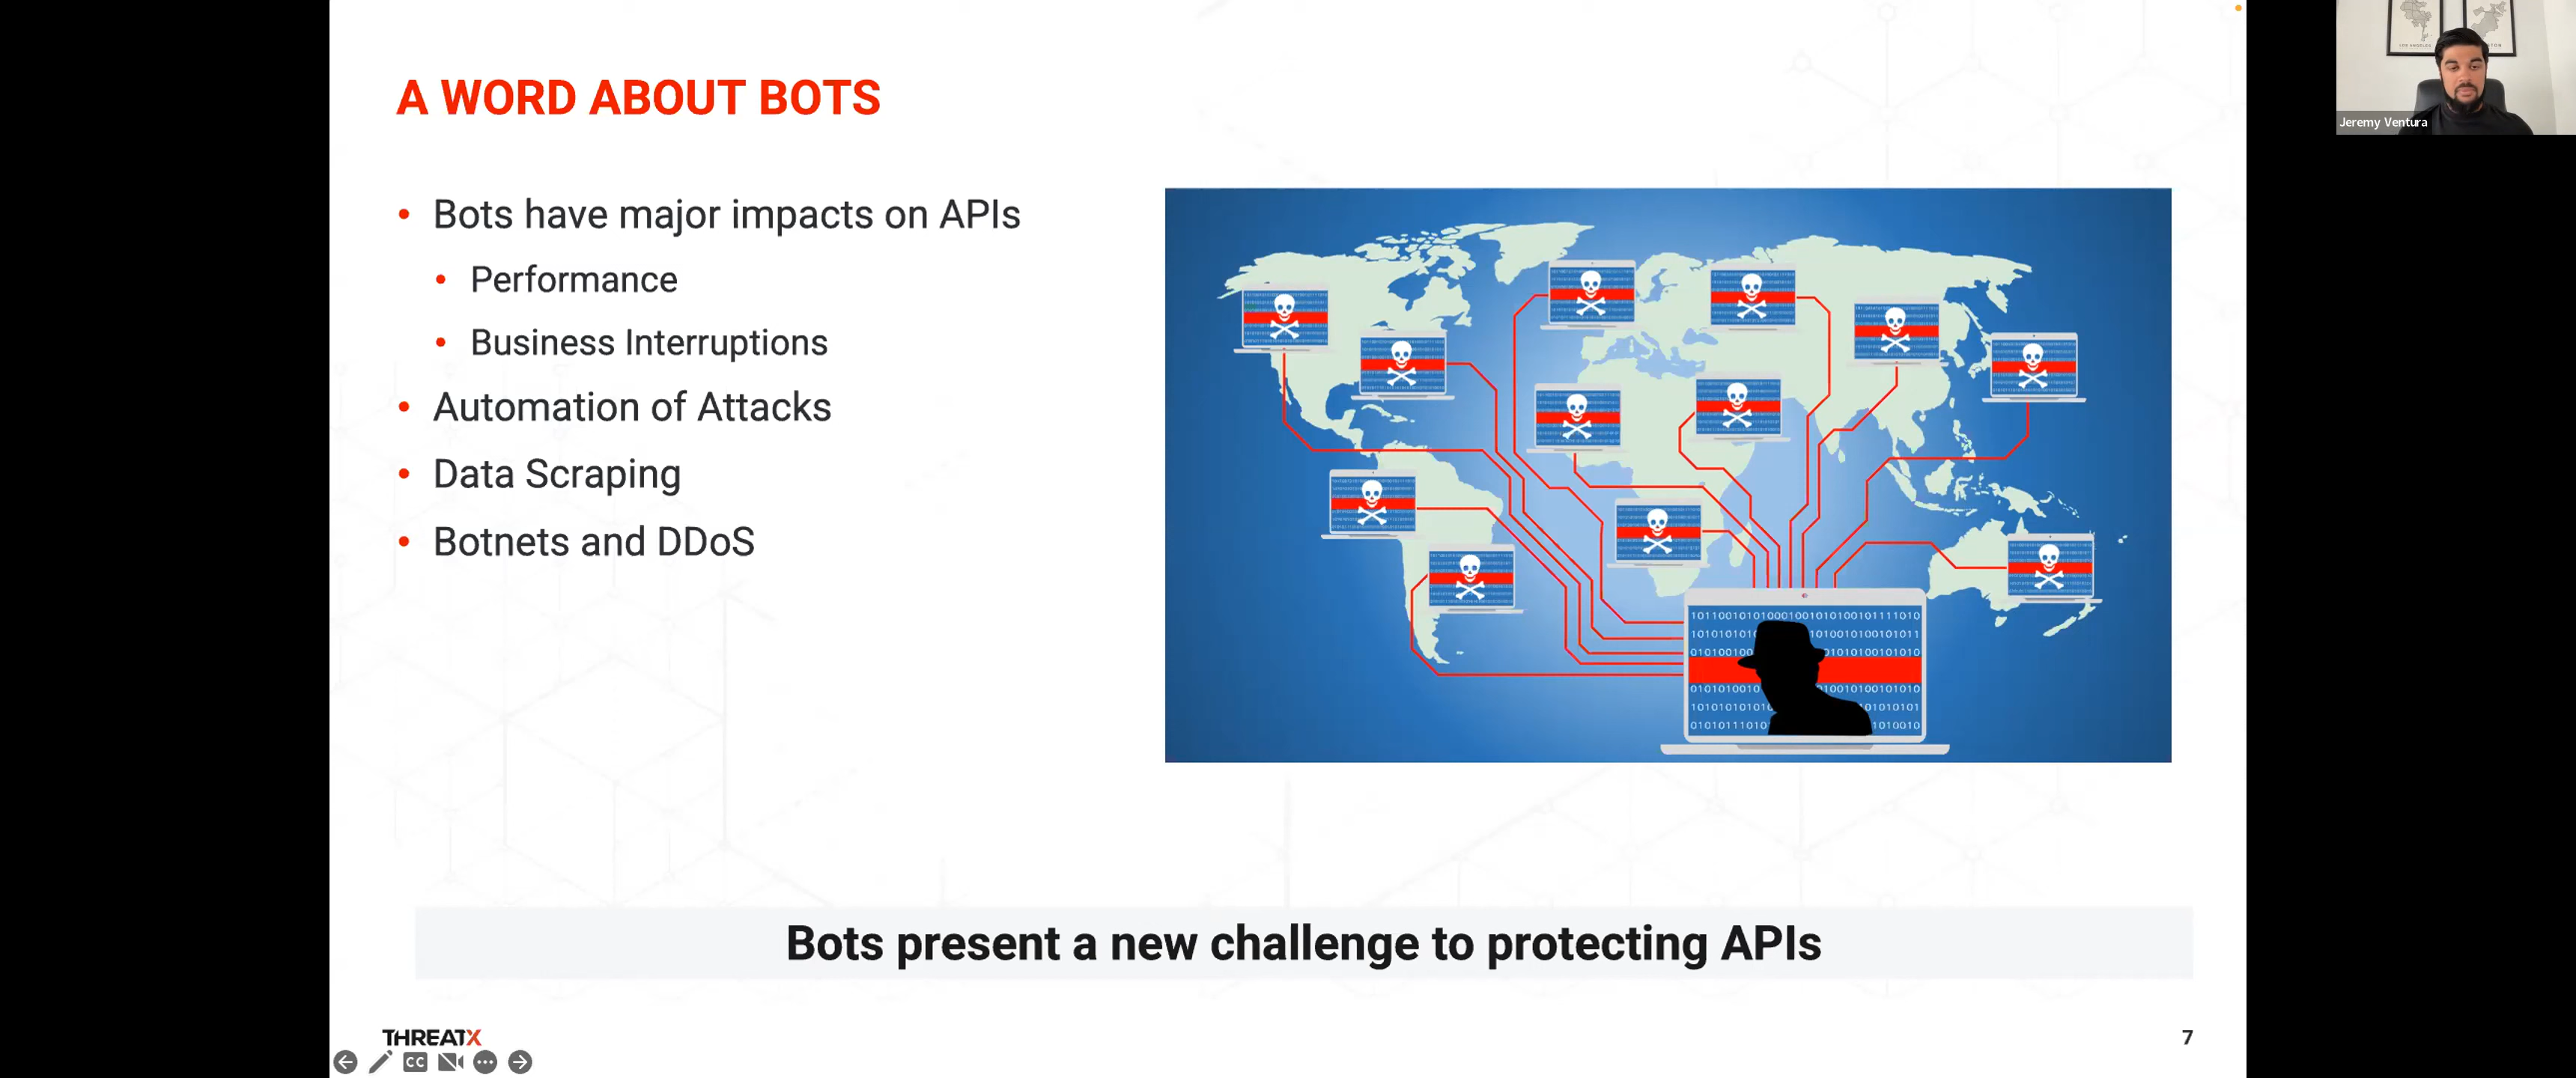 A WORD ABOUT BOTS
Jeremy Ventura
Bots have major impacts on APIs
Performance
Business Interruptions
Automation of Attacks
Data Scraping
Botnets and DDoS
Bots present a new challenge to protecting APIs
THREATX
7
CC